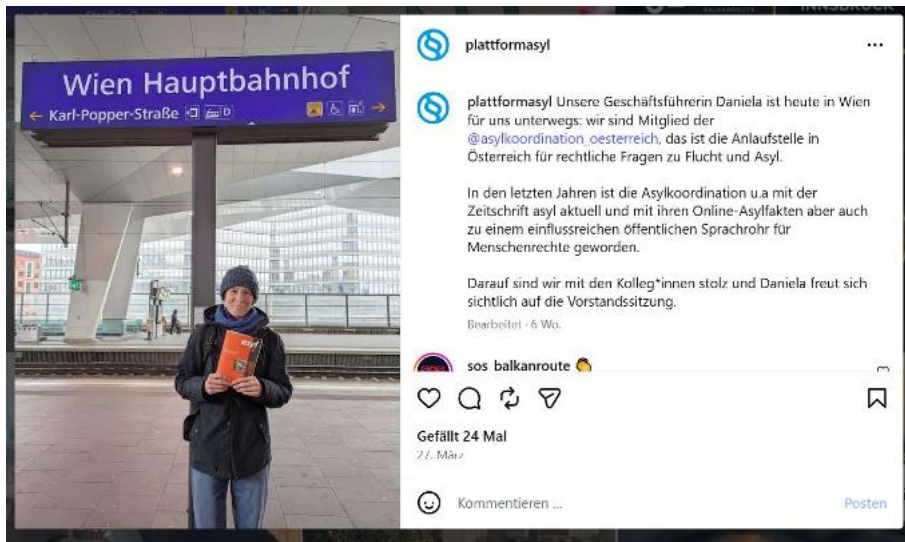 INNSBRUCK
Wien Hauptbahnhof
← Karl-Popper-Straße D →
asyl
plattformasyl
plattformasyl Unsere Geschäftsführerin Daniela ist heute in Wien
für uns unterwegs: wir sind Mitglied der
@asylkoordination_oesterreich, das ist die Anlaufstelle in
Österreich für rechtliche Fragen zu Flucht und Asyl.
In den letzten Jahren ist die Asylkoordination u.a mit der
Zeitschrift asyl aktuell und mit ihren Online-Asylfakten aber auch
zu einem einflussreichen öffentlichen Sprachrohr für
Menschenrechte geworden.
Darauf sind wir mit den Kolleg*innen stolz und Daniela freut sich
sichtlich auf die Vorstandssitzung.
Bearbeitet · 6 Wo.
sos_balkanroute
Gefällt 24 Mal
27. März
Kommentieren ...
Posten